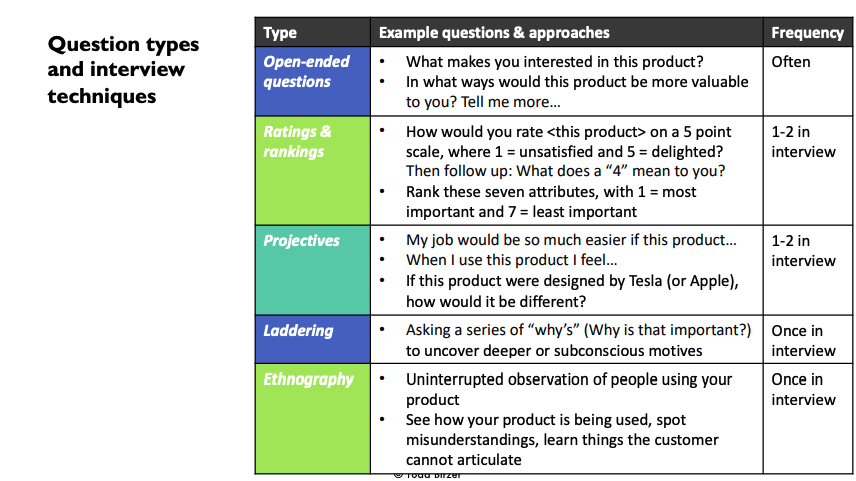 Question types
and interview
techniques
Type
Example questions & approaches
Frequency
Open-ended
questions
• What makes you interested in this product?
• In what ways would this product be more valuable
to you? Tell me more…
Often
Ratings &
rankings
• How would you rate <this product> on a 5 point
scale, where 1 = unsatisfied and 5 = delighted?
Then follow up: What does a “4” mean to you?
• Rank these seven attributes, with 1 = most
important and 7 = least important
1-2 in
interview
Projectives
• My job would be so much easier if this product…
• When I use this product I feel…
• If this product were designed by Tesla (or Apple),
how would it be different?
1-2 in
interview
Laddering
• Asking a series of “why’s” (Why is that important?)
to uncover deeper or subconscious motives
Once in
interview
Ethnography
• Uninterrupted observation of people using your
product
• See how your product is being used, spot
misunderstandings, learn things the customer
cannot articulate
Once in
interview
© Todd Birzer